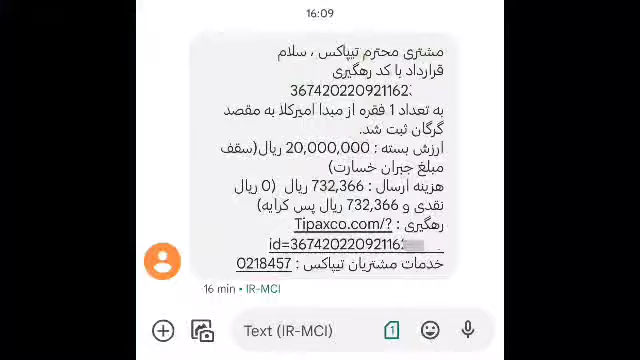 16:09
مشتری محترم تیپاکس ، سلام
قرارداد با کد رهگیری
367420220921162
به تعداد 1 فقره از مبدا امیرکلا به مقصد
گرگان ثبت شد.
ارزش بسته : 20,000,000 ریال(سقف
مبلغ جبران خسارت)
هزینه ارسال : 732,366 ریال (0 ریال
نقدی و 732,366 ریال پس کرایه)
رهگیری : Tipaxco.com/?
id=367420220921162
خدمات مشتریان تیپاکس : 0218457
16 min • IR-MCI
Text (IR-MCI)
1